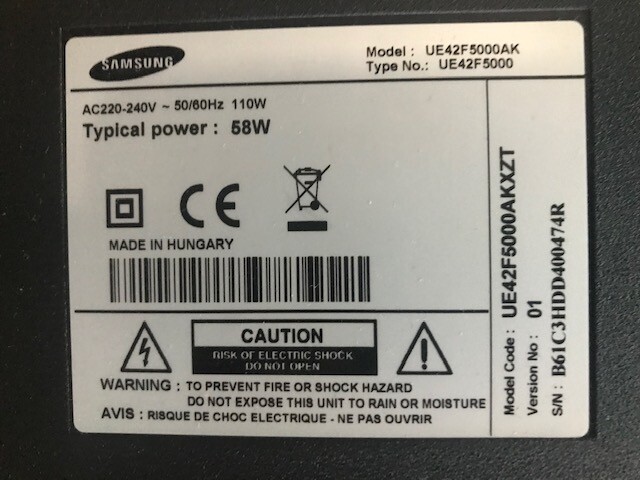 SAMSUNG
Model : UE42F5000AK
Type No.: UE42F5000
AC220-240V ~ 50/60Hz 110W
Typical power : 58W
CE
MADE IN HUNGARY
CAUTION
RISK OF ELECTRIC SHOCK
DO NOT OPEN
WARNING : TO PREVENT FIRE OR SHOCK HAZARD
DO NOT EXPOSE THIS UNIT TO RAIN OR MOISTURE
AVIS : RISQUE DE CHOC ELECTRIQUE - NE PAS OUVRIR
Model Code : UE42F5000AKXZT
Version No : 01
S/N : B61C3HDD400474R